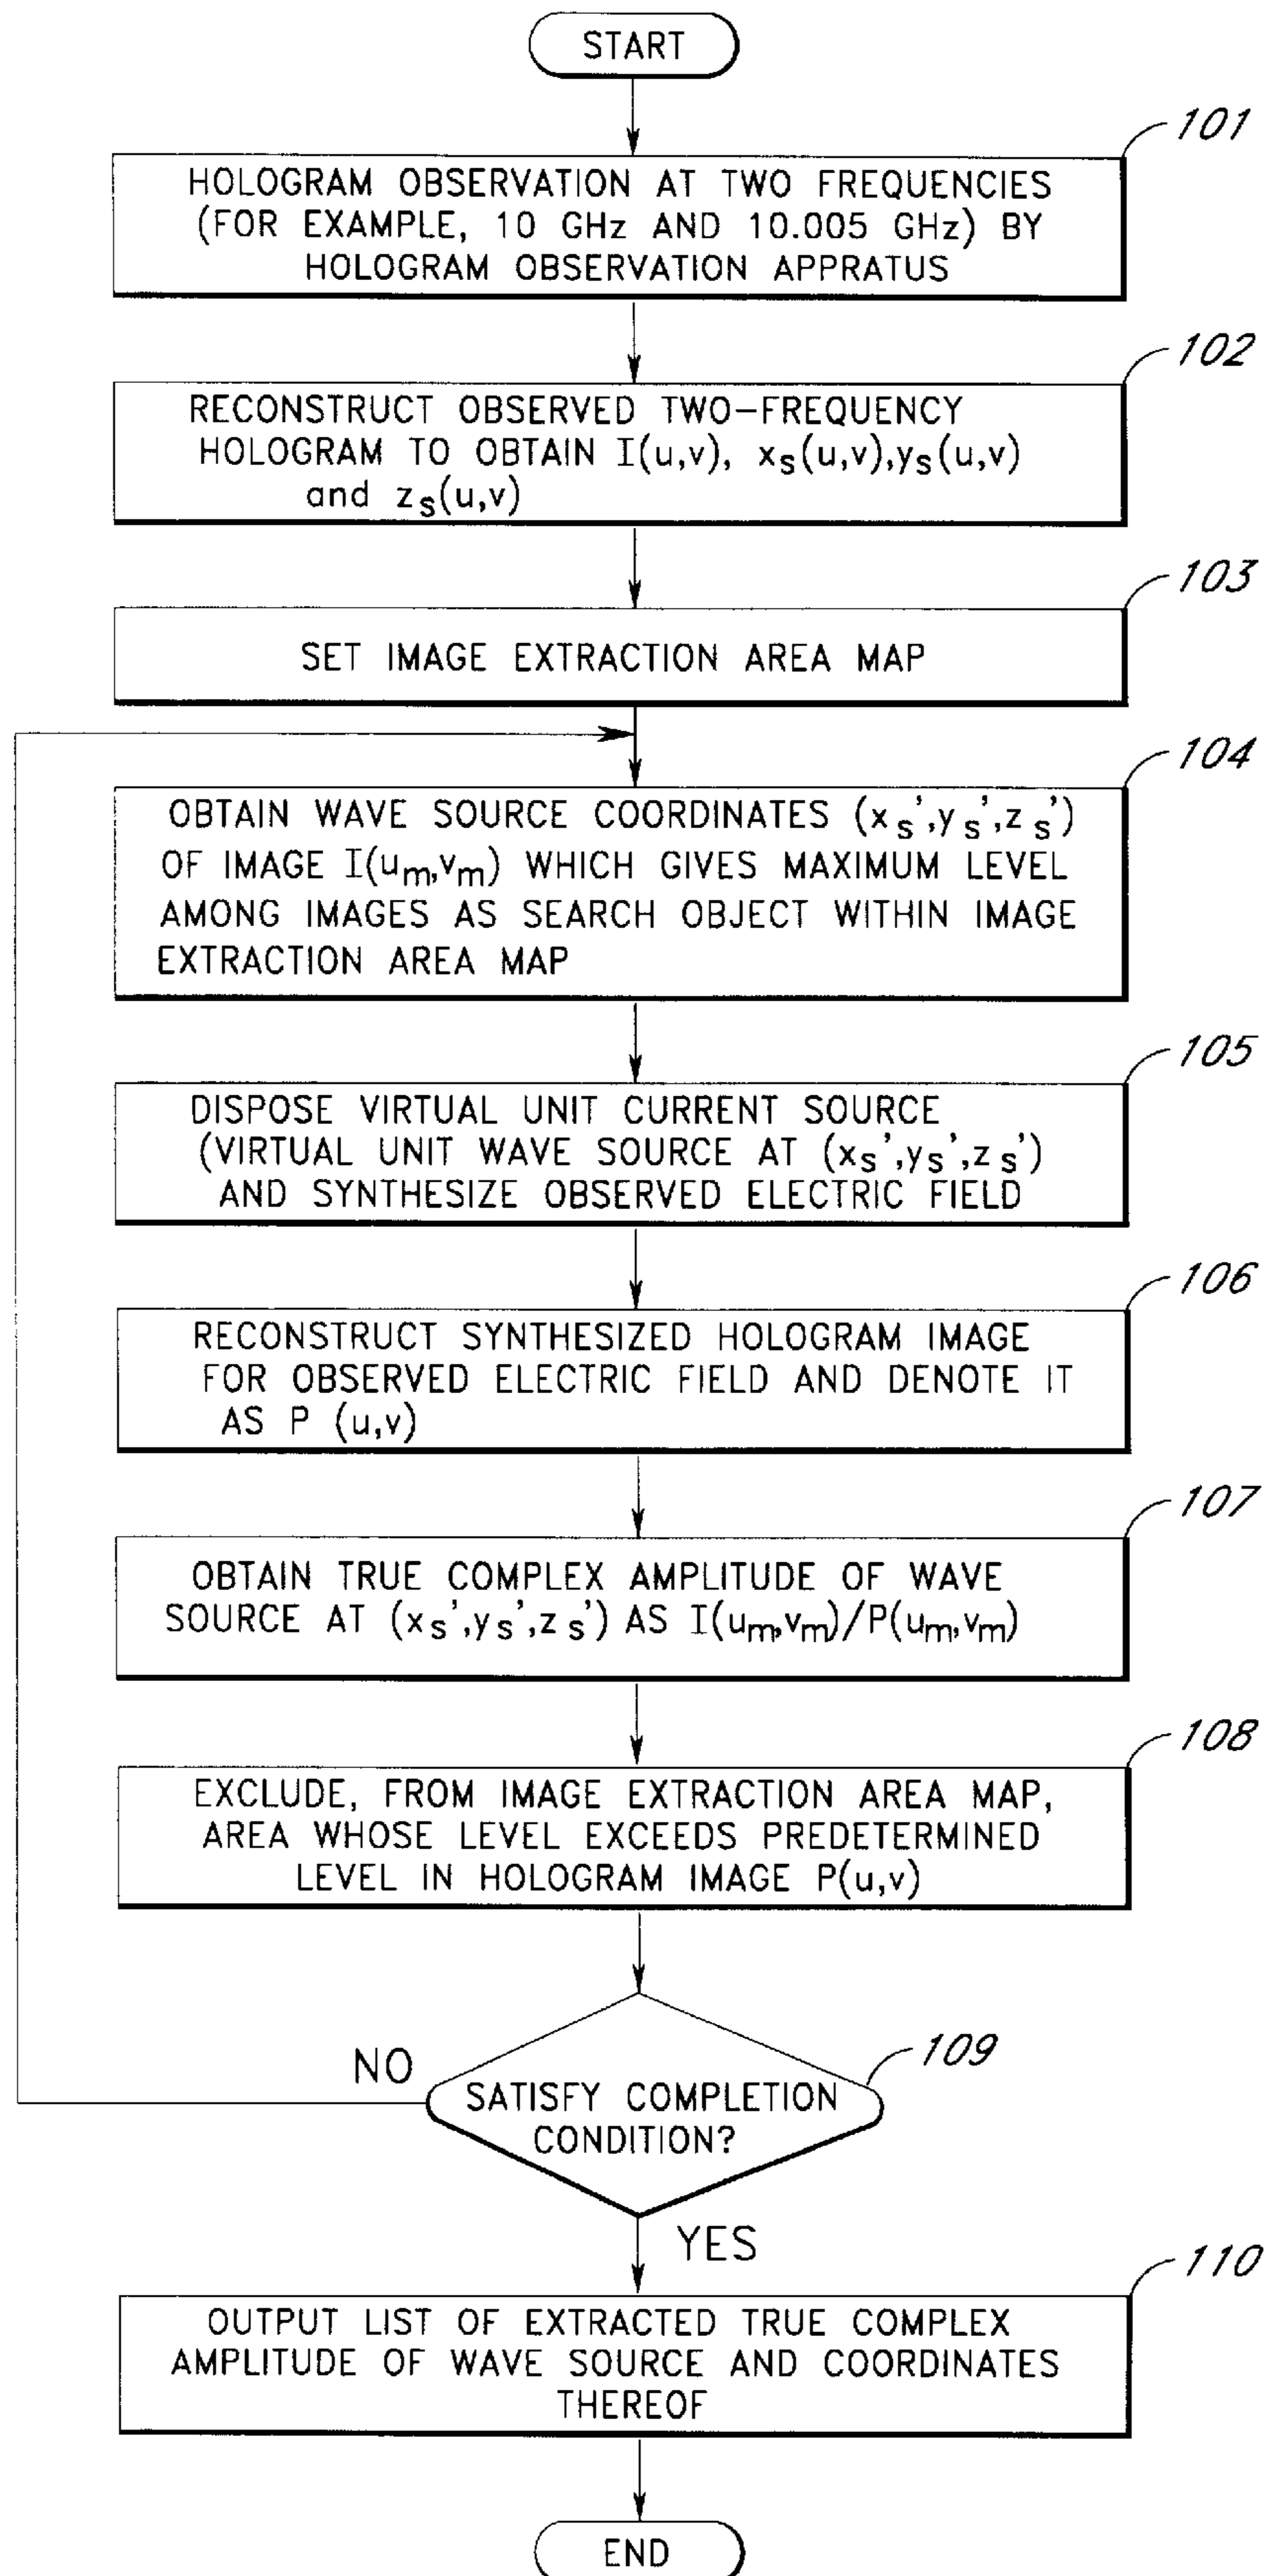 START
101
HOLOGRAM OBSERVATION AT TWO FREQUENCIES
(FOR EXAMPLE, 10 GHz AND 10.005 GHz) BY
HOLOGRAM OBSERVATION APPRATUS
102
RECONSTRUCT OBSERVED TWO-FREQUENCY
HOLOGRAM TO OBTAIN I(u,v), xs(u,v),ys(u,v)
and zs(u,v)
103
SET IMAGE EXTRACTION AREA MAP
104
OBTAIN WAVE SOURCE COORDINATES (xs',ys',zs')
OF IMAGE I(um,vm) WHICH GIVES MAXIMUM LEVEL
AMONG IMAGES AS SEARCH OBJECT WITHIN IMAGE
EXTRACTION AREA MAP
105
DISPOSE VIRTUAL UNIT CURRENT SOURCE
(VIRTUAL UNIT WAVE SOURCE AT (xs',ys',zs')
AND SYNTHESIZE OBSERVED ELECTRIC FIELD
106
RECONSTRUCT SYNTHESIZED HOLOGRAM IMAGE
FOR OBSERVED ELECTRIC FIELD AND DENOTE IT
AS P (u,v)
107
OBTAIN TRUE COMPLEX AMPLITUDE OF WAVE
SOURCE AT (xs',ys',zs') AS I(um,vm)/P(um,vm)
108
EXCLUDE, FROM IMAGE EXTRACTION AREA MAP,
AREA WHOSE LEVEL EXCEEDS PREDETERMINED
LEVEL IN HOLOGRAM IMAGE P(u,v)
109
NO
SATISFY COMPLETION
CONDITION?
YES
110
OUTPUT LIST OF EXTRACTED TRUE COMPLEX
AMPLITUDE OF WAVE SOURCE AND COORDINATES
THEREOF
END